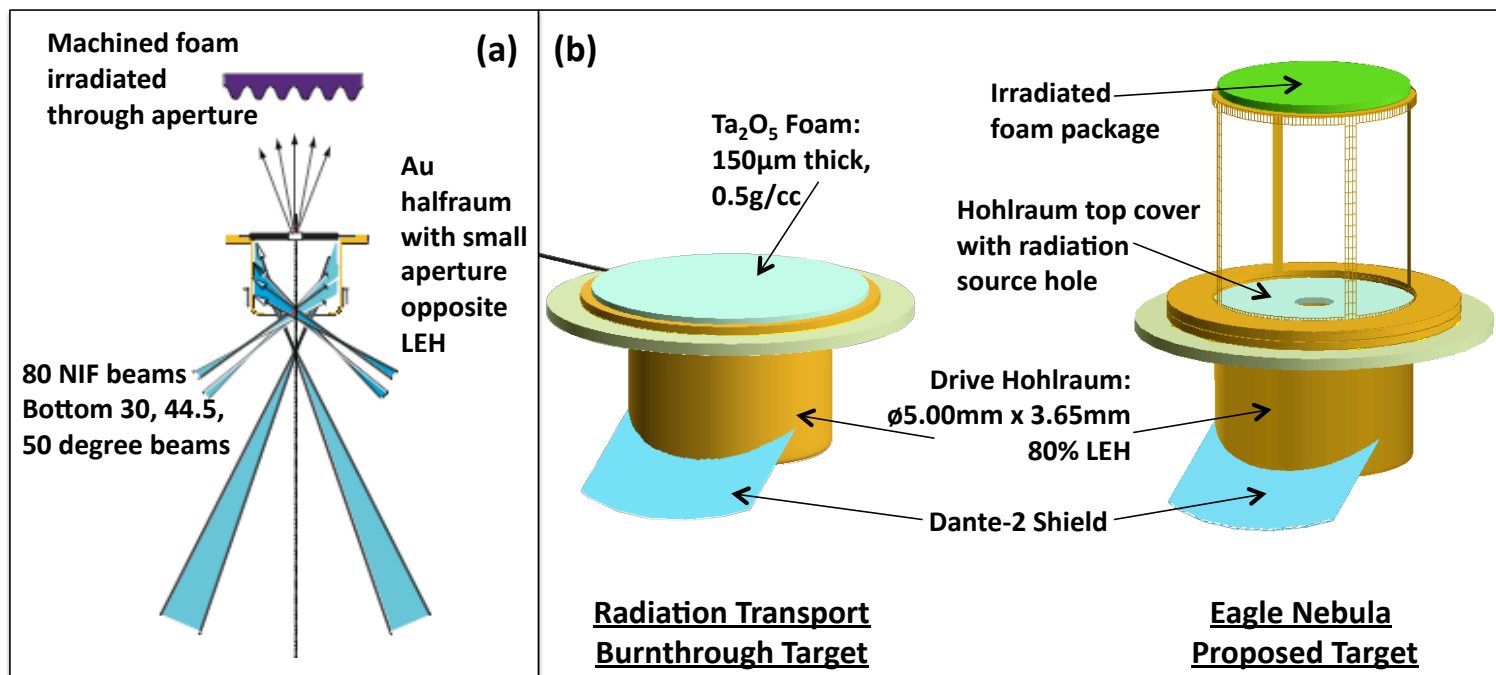 (a)
Machined foam
irradiated
through aperture
Au
halfraum
with small
aperture
opposite
LEH
80 NIF beams
Bottom 30, 44.5,
50 degree beams
(b)
Ta₂O₅ Foam:
150μm thick,
0.5g/cc
Irradiated
foam package
Hohlraum top cover
with radiation
source hole
Drive Hohlraum:
ø5.00mm x 3.65mm
80% LEH
Dante-2 Shield
Radiation Transport
Burnthrough Target
Eagle Nebula
Proposed Target